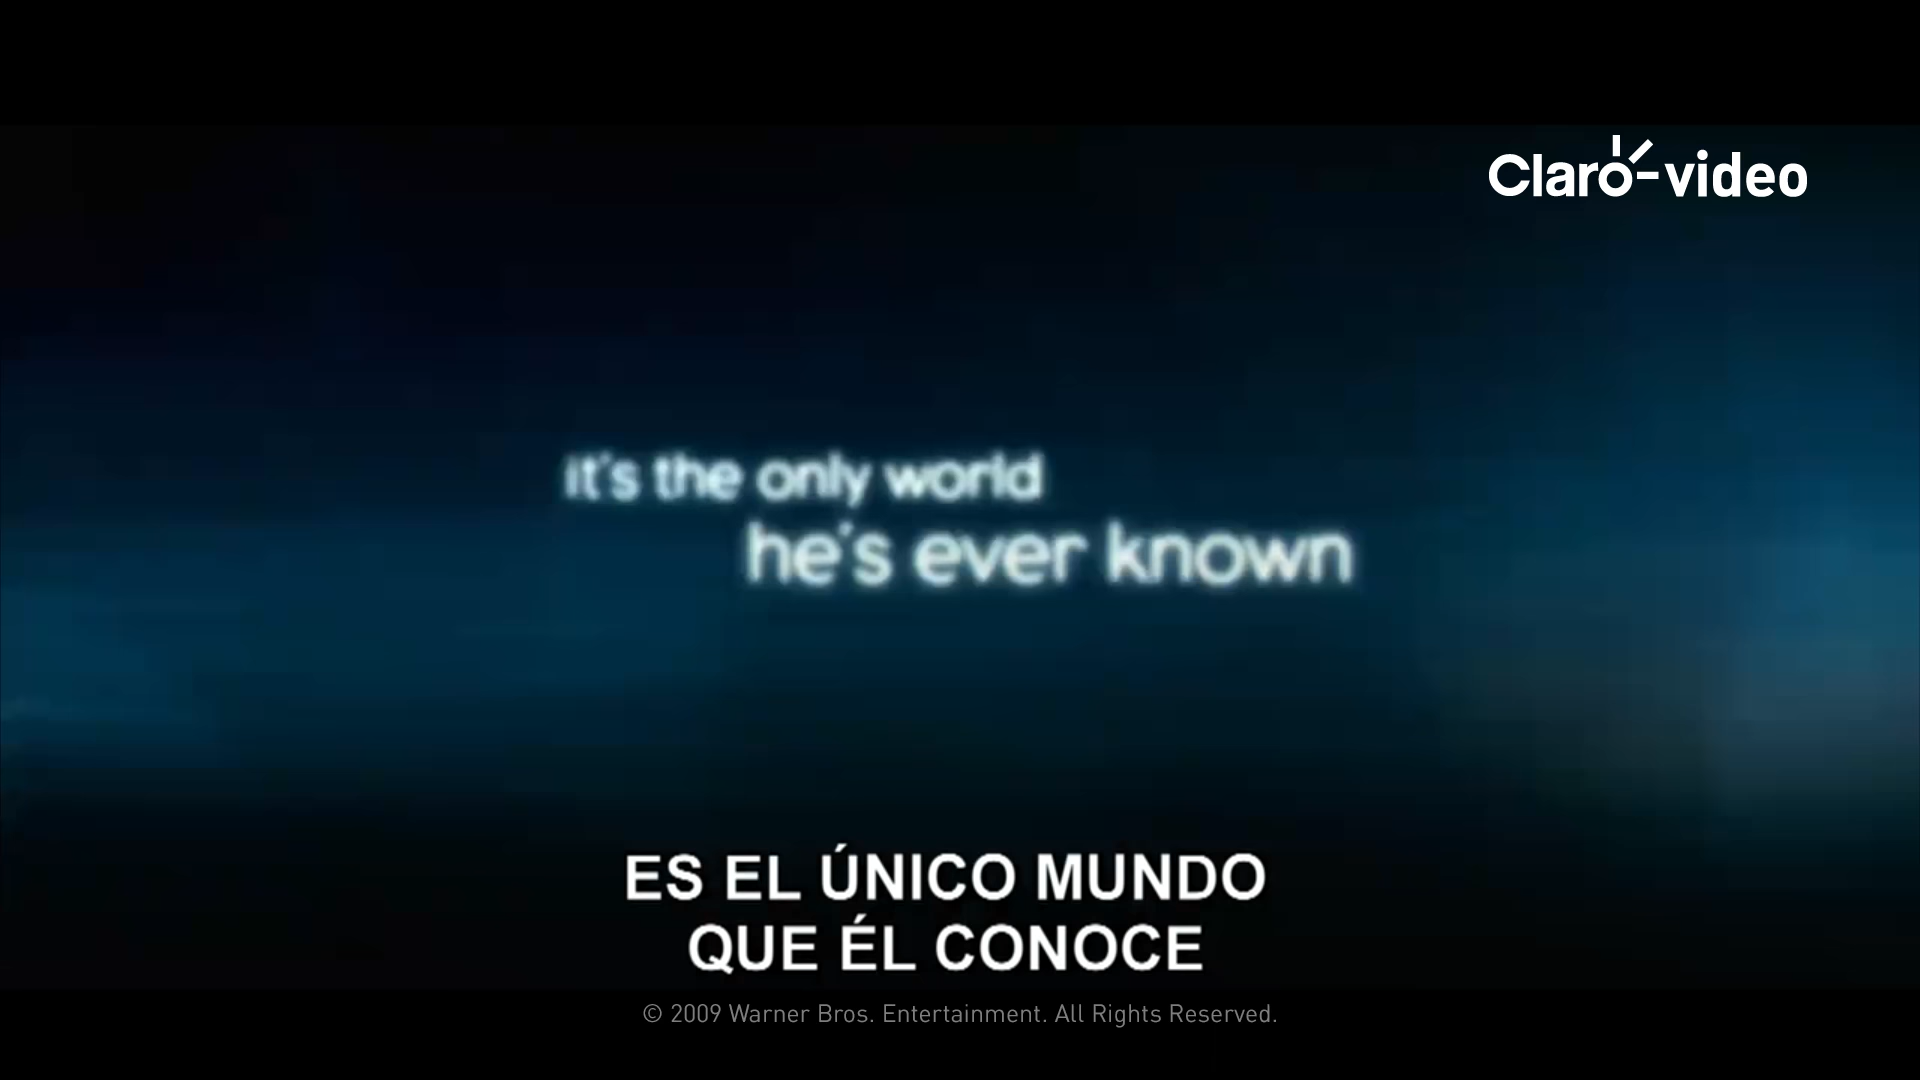 Claro-video
it's the only world
he's ever known
ES EL ÚNICO MUNDO
QUE ÉL CONOCE
© 2009 Warner Bros. Entertainment. All Rights Reserved.